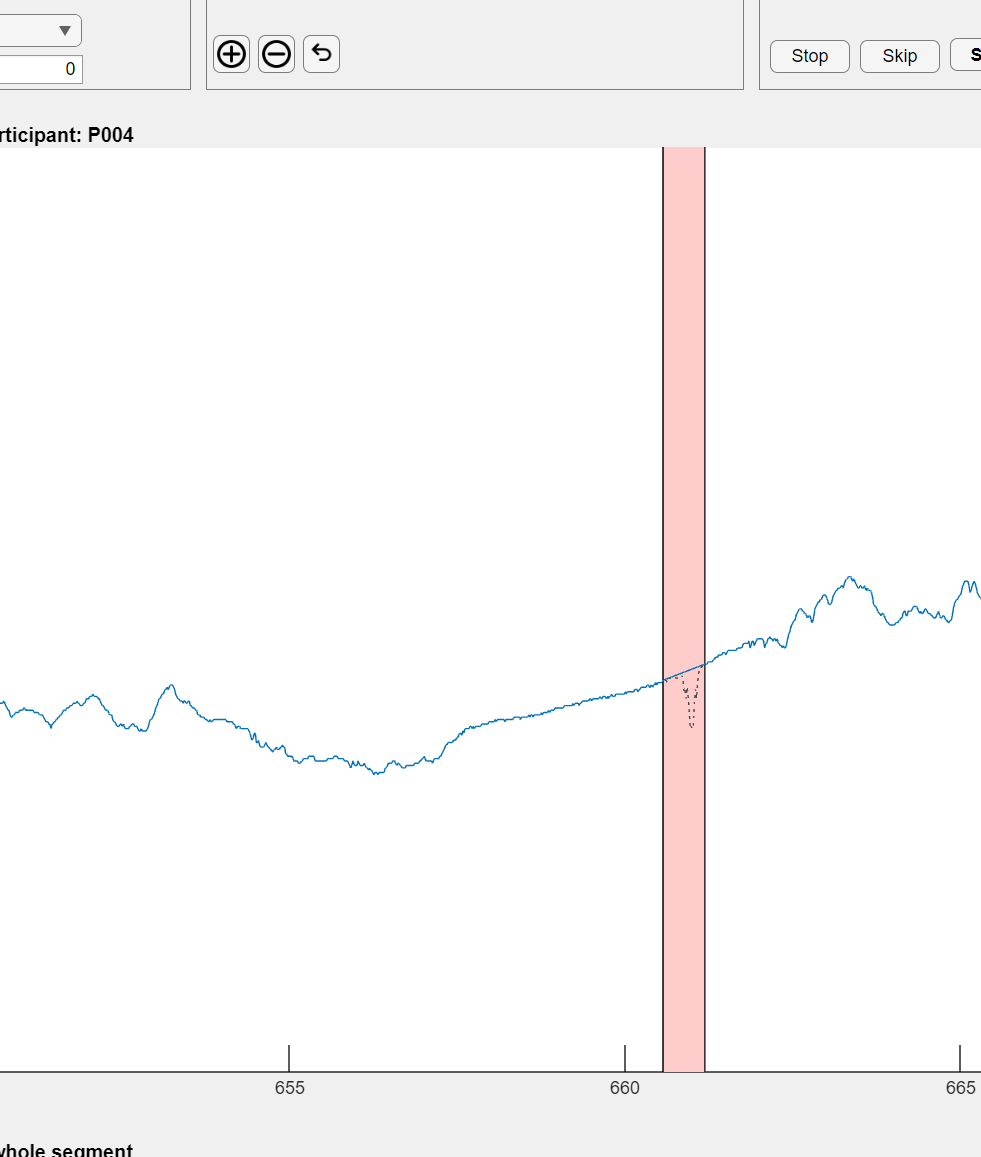 0
Stop
Skip
S
rticipant: P004
655
660
665
whole segment